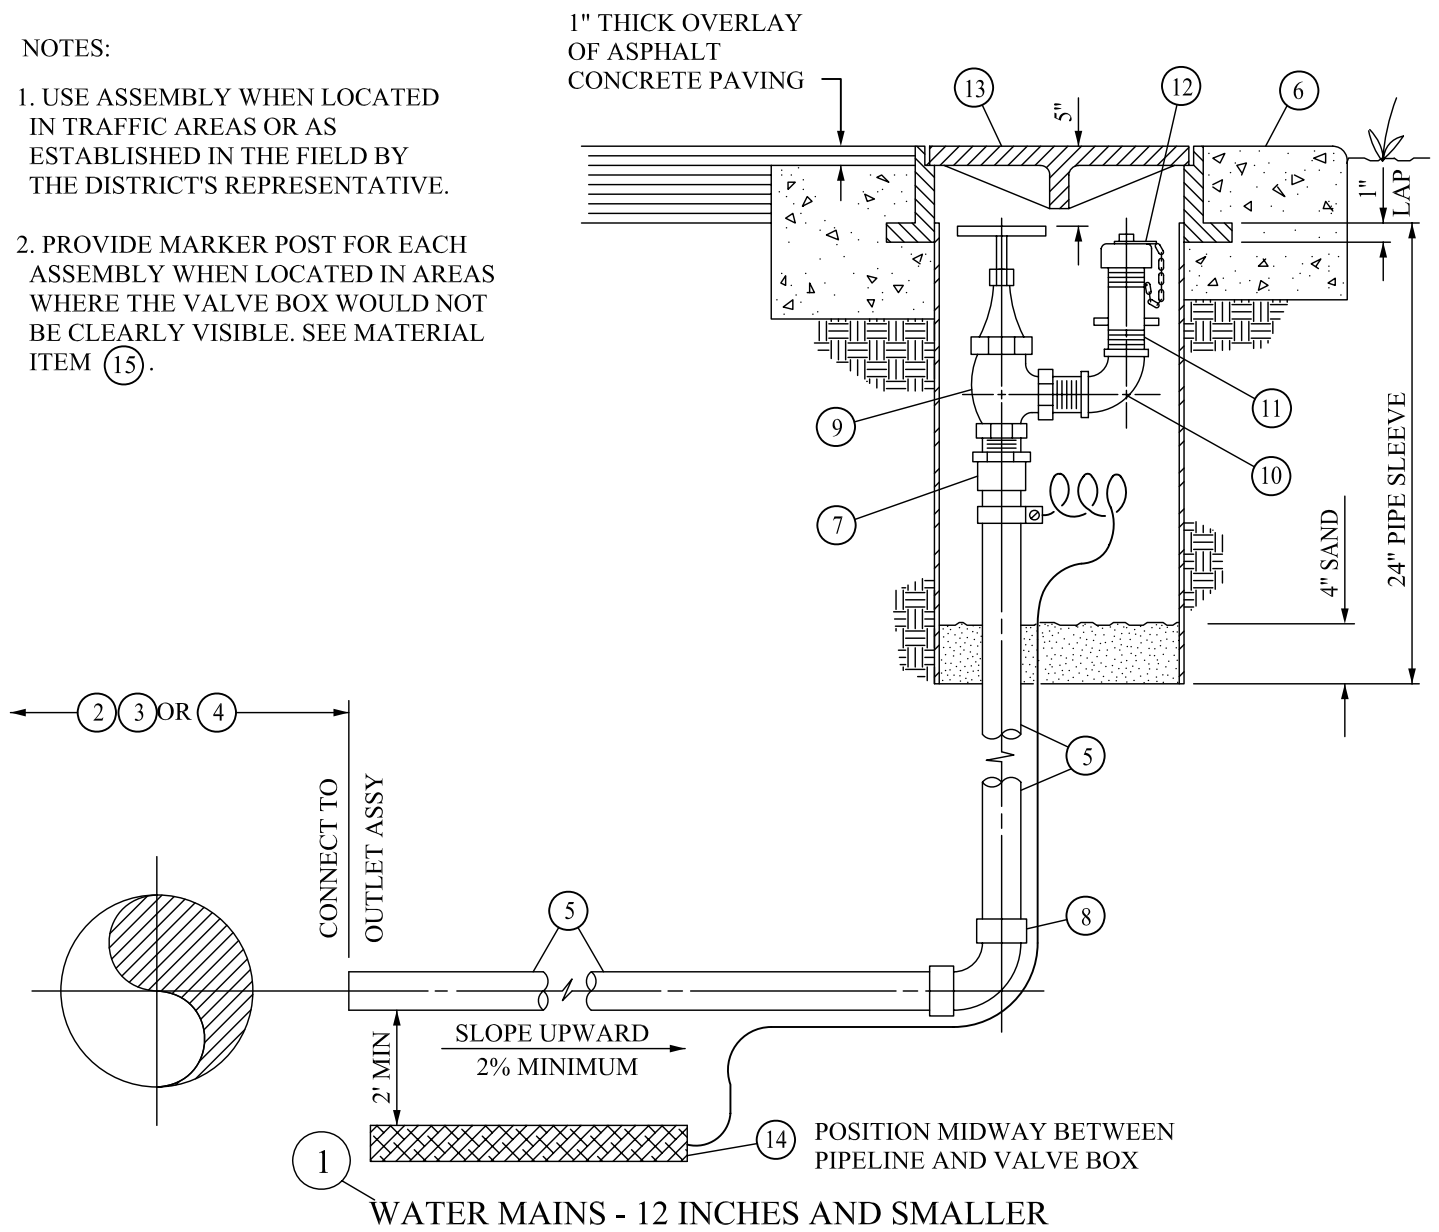 NOTES:
1. USE ASSEMBLY WHEN LOCATED
IN TRAFFIC AREAS OR AS
ESTABLISHED IN THE FIELD BY
THE DISTRICT'S REPRESENTATIVE.
2. PROVIDE MARKER POST FOR EACH
ASSEMBLY WHEN LOCATED IN AREAS
WHERE THE VALVE BOX WOULD NOT
BE CLEARLY VISIBLE. SEE MATERIAL
ITEM 15.
1" THICK OVERLAY
OF ASPHALT
CONCRETE PAVING
13
5"
12
6
1"
LAP
9
11
10
7
24" PIPE SLEEVE
4" SAND
2 3 OR 4
5
CONNECT TO
OUTLET ASSY
5
8
SLOPE UPWARD
2% MINIMUM
2' MIN
14
POSITION MIDWAY BETWEEN
PIPELINE AND VALVE BOX
1
WATER MAINS - 12 INCHES AND SMALLER